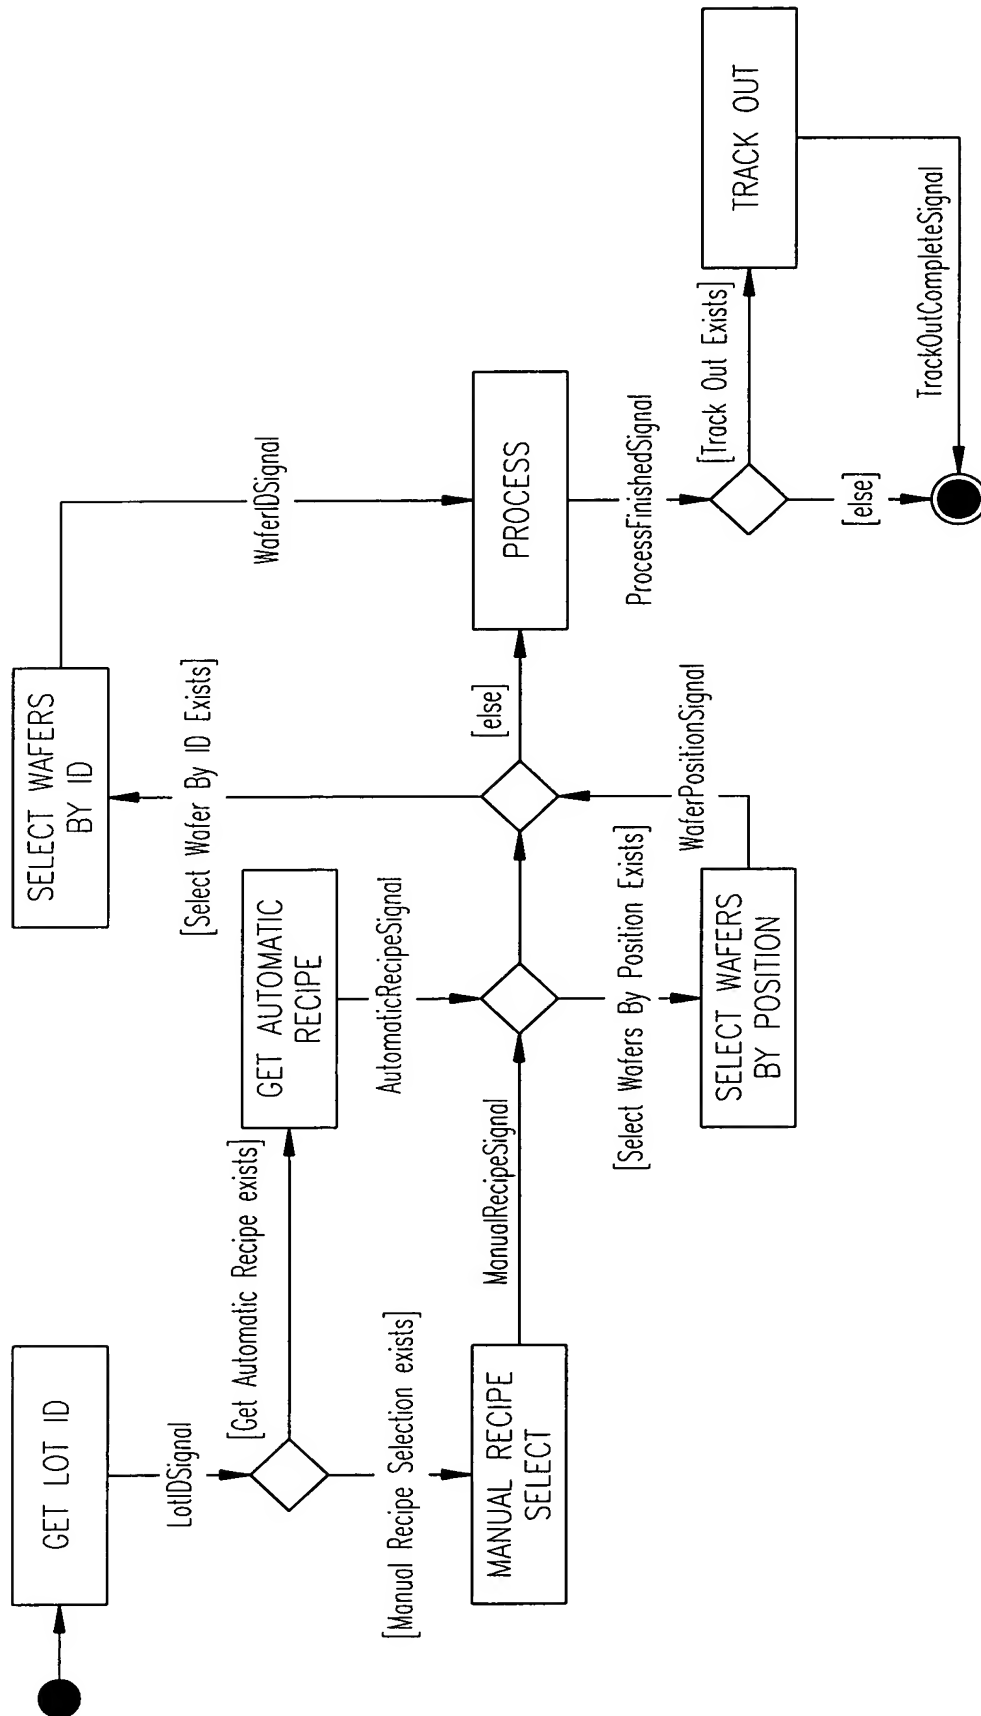 GET LOT ID
LotIDSignal
[Get Automatic Recipe exists]
[Manual Recipe Selection exists]
MANUAL RECIPE
SELECT
ManualRecipeSignal
GET AUTOMATIC
RECIPE
AutomaticRecipeSignal
[Select Wafers By Position Exists]
SELECT WAFERS
BY POSITION
WaferPositionSignal
[else]
[Select Wafer By ID Exists]
SELECT WAFERS
BY ID
WaferIDSignal
PROCESS
ProcessFinishedSignal
[Track Out Exists]
[else]
TRACK OUT
TrackOutCompleteSignal